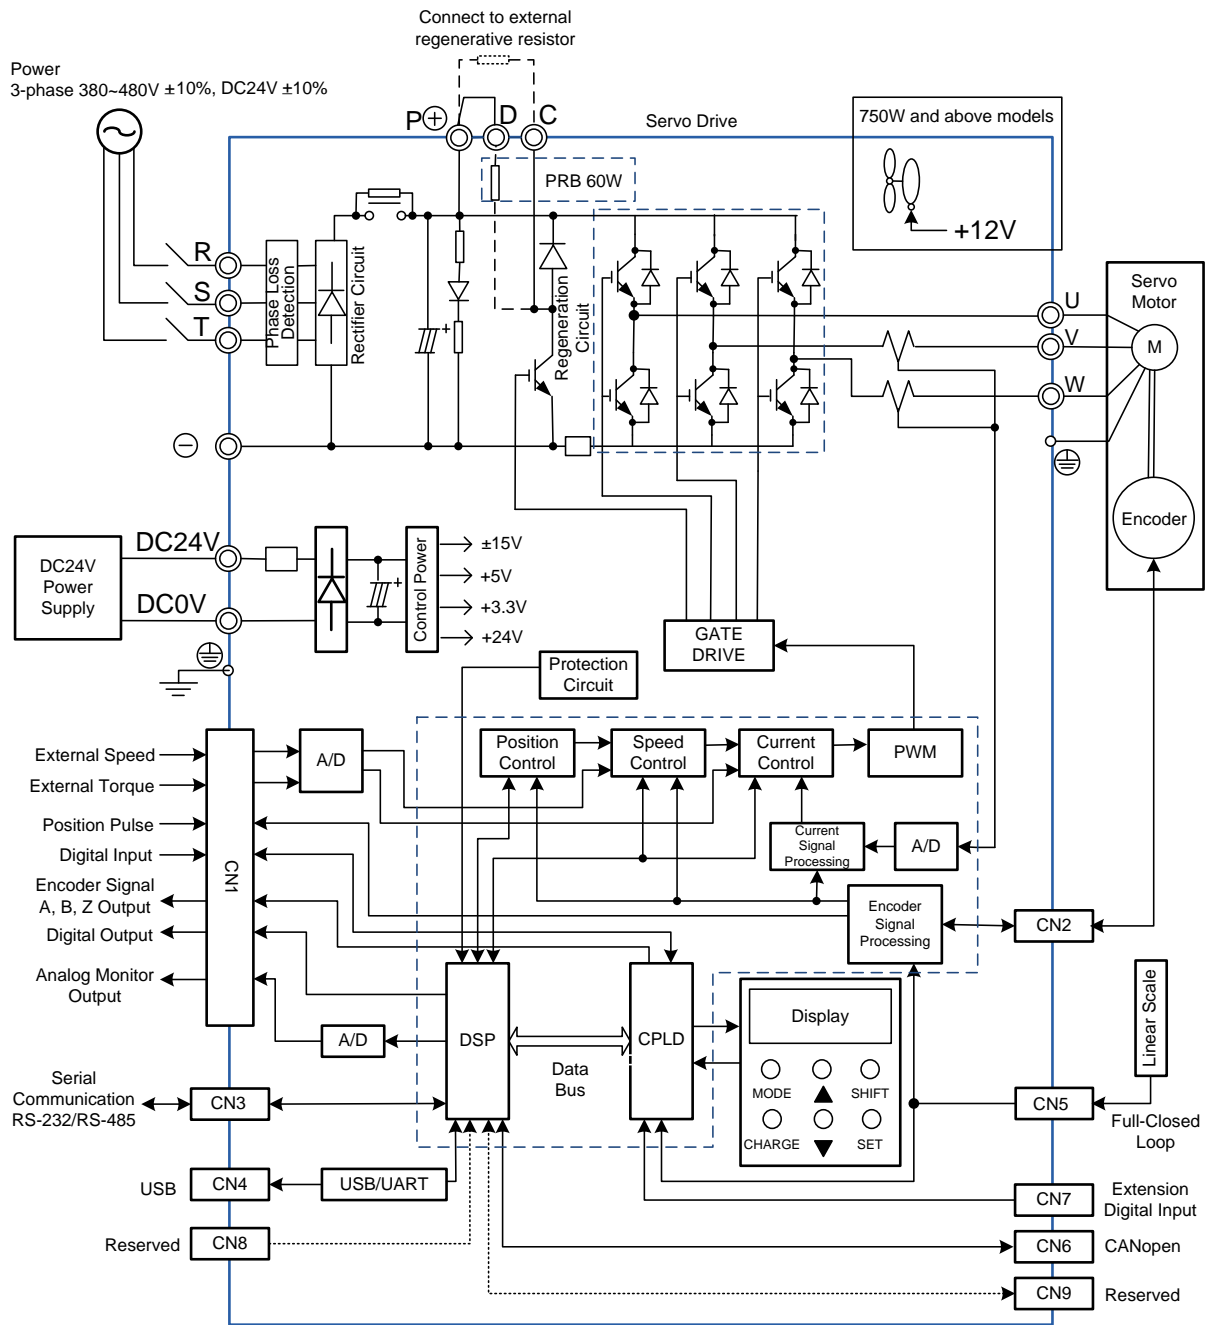 Connect to external
regenerative resistor
Power
3-phase 380~480V ±10%, DC24V ±10%
P⊕
D
C
Servo Drive
750W and above models
+12V
PRB 60W
R
S
T
Phase Loss
Detection
Rectifier Circuit
+
Regeneration
Circuit
U
V
W
Servo
Motor
M
Encoder
DC24V
Power
Supply
DC24V
DC0V
+
Control Power
±15V
+5V
+3.3V
+24V
GATE
DRIVE
Protection
Circuit
External Speed
External Torque
Position Pulse
Digital Input
Encoder Signal
A, B, Z Output
Digital Output
Analog Monitor
Output
CN1
A/D
Position
Control
Speed
Control
Current
Control
PWM
Current
Signal
Processing
A/D
Encoder
Signal
Processing
CN2
A/D
DSP
Data
Bus
CPLD
Display
MODE
▲
SHIFT
CHARGE
▼
SET
Linear Scale
CN5
Full-Closed
Loop
Serial
Communication
RS-232/RS-485
CN3
USB
CN4
USB/UART
Reserved
CN8
CN7
Extension
Digital Input
CN6
CANopen
CN9
Reserved